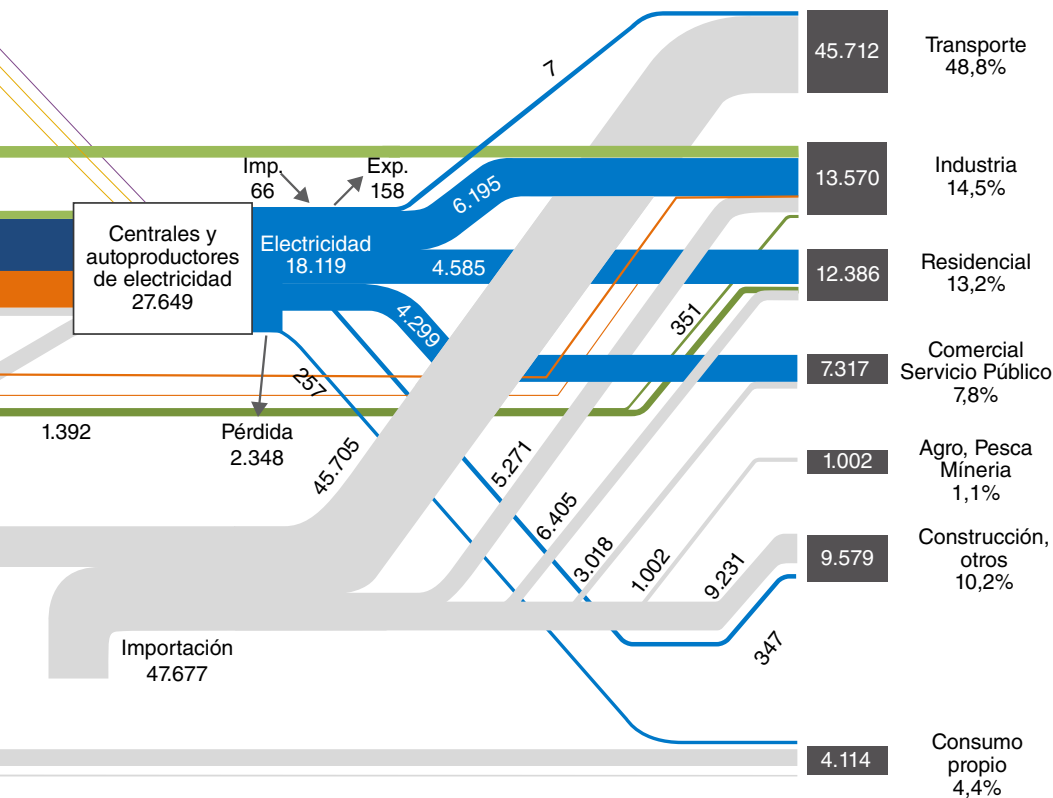 45.712
Transporte
48,8%
7
Imp.
66
Exp.
158
13.570
Industria
14,5%
6.195
Centrales y
autoproductores
de electricidad
27.649
Electricidad
18.119
4.585
12.386
Residencial
13,2%
4.299
351
7.317
Comercial
Servicio Público
7,8%
257
1.392
Pérdida
2.348
45.705
5.271
1.002
Agro, Pesca
Míneria
1,1%
6.405
3.018
1.002
9.231
9.579
Construcción,
otros
10,2%
347
Importación
47.677
4.114
Consumo
propio
4,4%